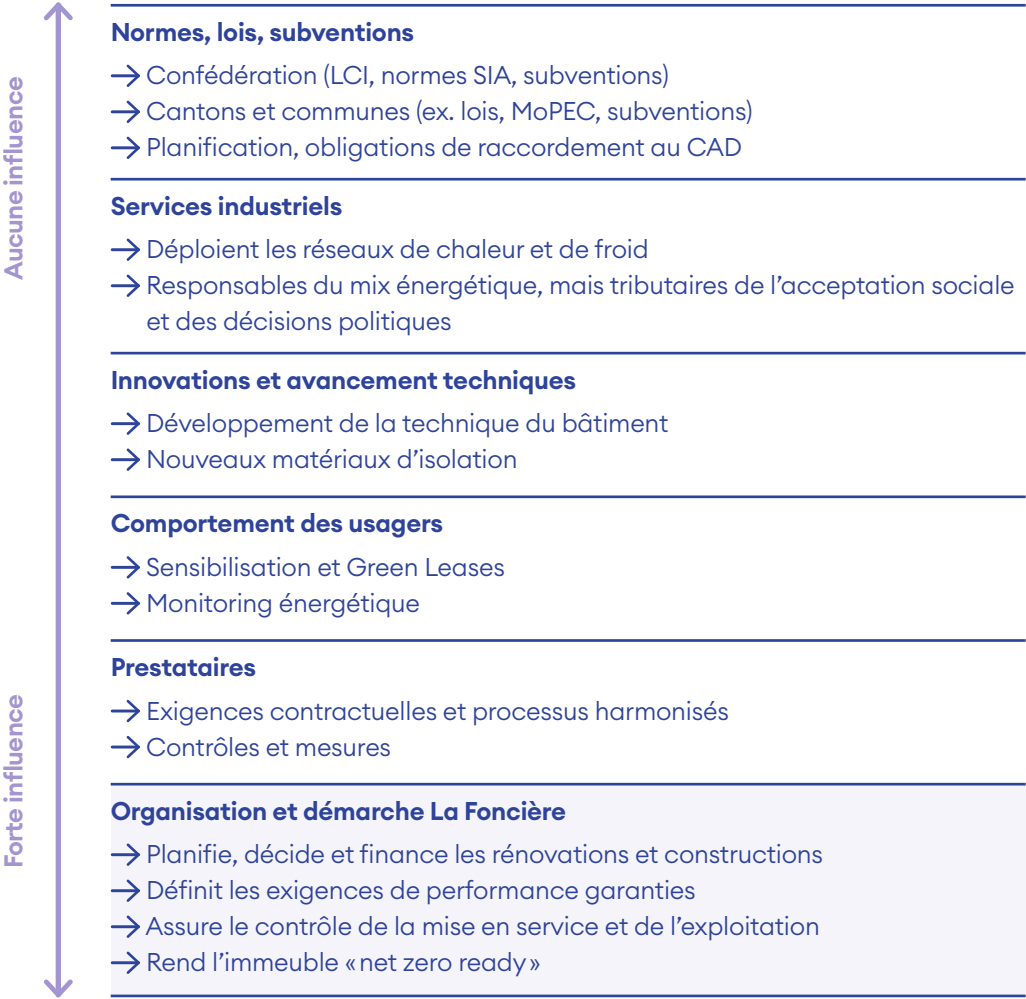 Aucune influence
Forte influence
Normes, lois, subventions
→ Confédération (LCI, normes SIA, subventions)
→ Cantons et communes (ex. lois, MoPEC, subventions)
→ Planification, obligations de raccordement au CAD
Services industriels
→ Déploient les réseaux de chaleur et de froid
→ Responsables du mix énergétique, mais tributaires de l’acceptation sociale
et des décisions politiques
Innovations et avancement techniques
→ Développement de la technique du bâtiment
→ Nouveaux matériaux d’isolation
Comportement des usagers
→ Sensibilisation et Green Leases
→ Monitoring énergétique
Prestataires
→ Exigences contractuelles et processus harmonisés
→ Contrôles et mesures
Organisation et démarche La Foncière
→ Planifie, décide et finance les rénovations et constructions
→ Définit les exigences de performance garanties
→ Assure le contrôle de la mise en service et de l’exploitation
→ Rend l’immeuble «net zero ready»